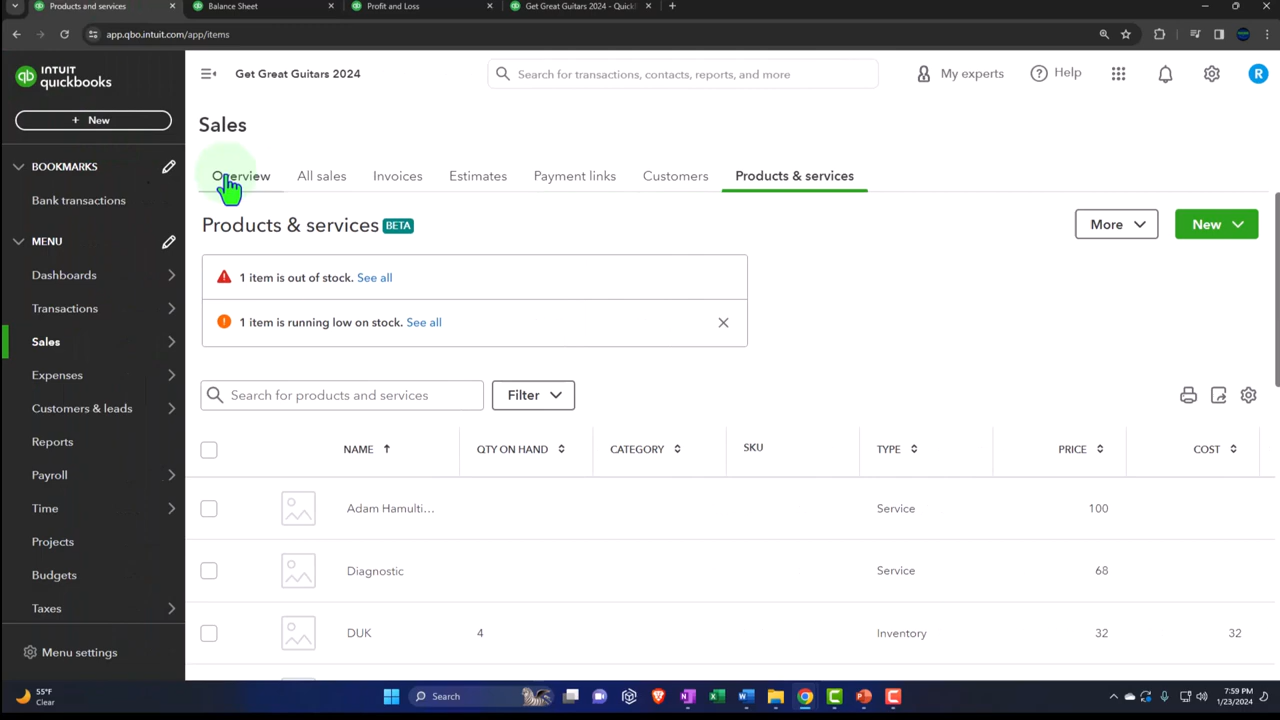 Products and services
Balance Sheet
Profit and Loss
Get Great Guitars 2024 - Quick
app.qbo.intuit.com/app/items
INTUIT
quickbooks
Get Great Guitars 2024
Search for transactions, contacts, reports, and more
My experts
Help
R
+ New
Sales
BOOKMARKS
Bank transactions
MENU
Dashboards
Transactions
Sales
Expenses
Customers & leads
Reports
Payroll
Time
Projects
Budgets
Taxes
Menu settings
Overview All sales Invoices Estimates Payment links Customers Products & services
Products & services BETA
More
New
1 item is out of stock. See all
1 item is running low on stock. See all
Search for products and services
Filter
NAME QTY ON HAND CATEGORY SKU TYPE PRICE COST
Adam Hamulti... Service 100
Diagnostic Service 68
DUK 4 Inventory 32 32
55°F
Clear
Search
7:59 PM
1/23/2024